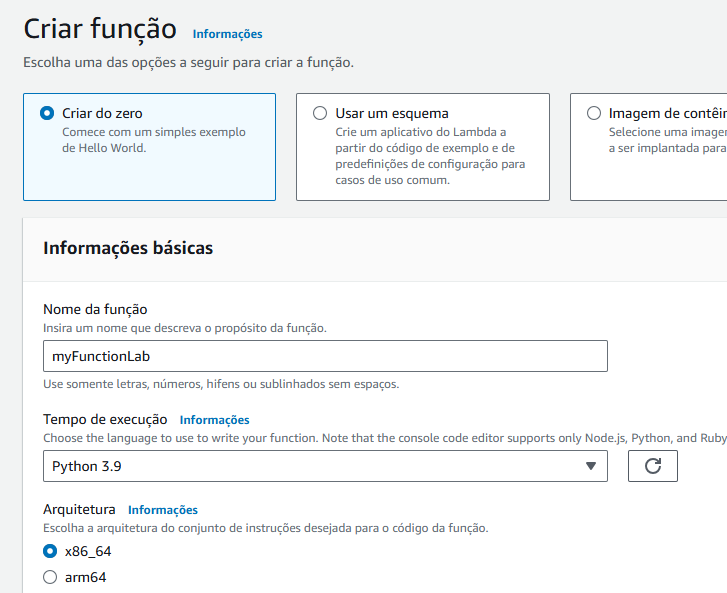 Criar função Informações
Escolha uma das opções a seguir para criar a função.
Criar do zero
Comece com um simples exemplo
de Hello World.
Usar um esquema
Crie um aplicativo do Lambda a
partir do código de exemplo e de
predefinições de configuração para
casos de uso comum.
Imagem de
Selecione uma
a ser implantada para
Informações básicas
Nome da função
Insira um nome que descreva o propósito da função.
myFunctionLab
Use somente letras, números, hifens ou sublinhados sem espaços.
Tempo de execução Informações
Choose the language to use to write your function. Note that the console code editor supports only Node.js, Python, and Ruby
Python 3.9
Arquitetura Informações
Escolha a arquitetura do conjunto de instruções desejada para o código da função.
x86_64
arm64